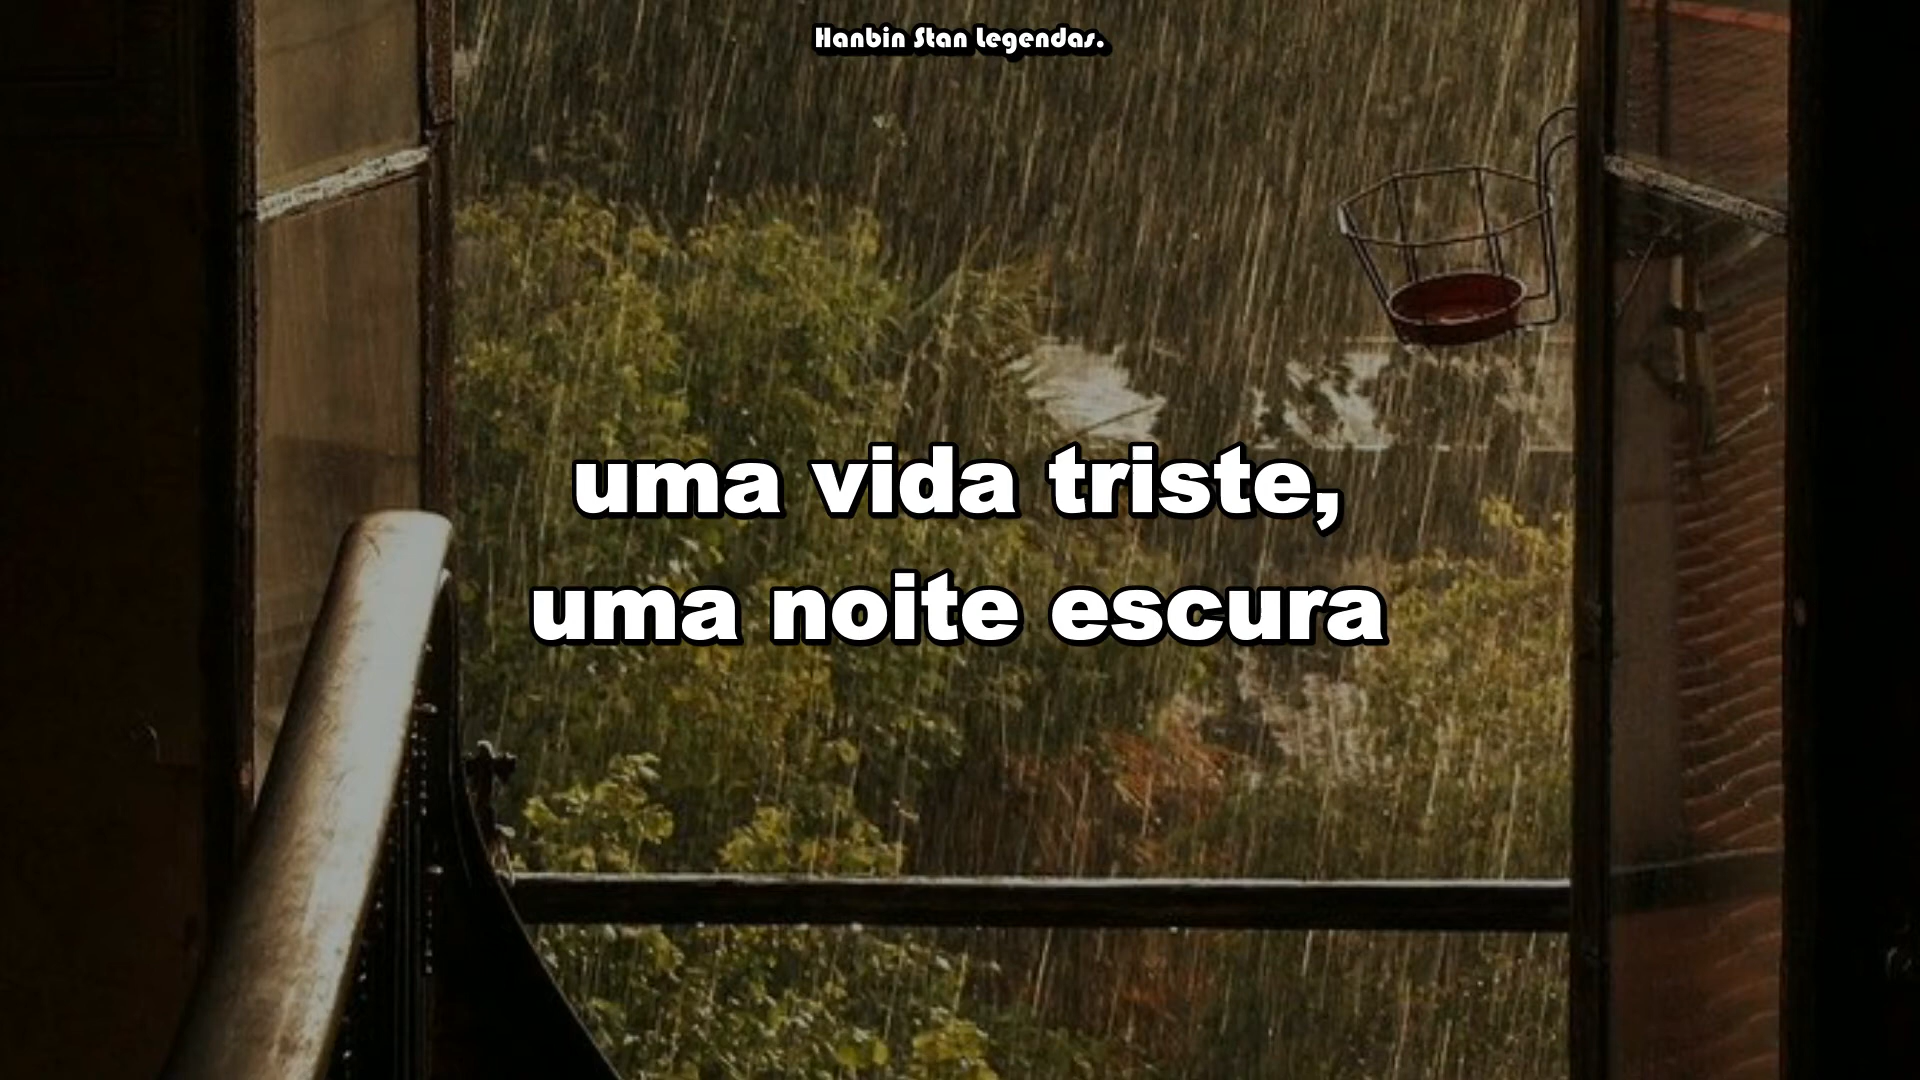 Hanbin Stan Legendas.
uma vida triste,
uma noite escura